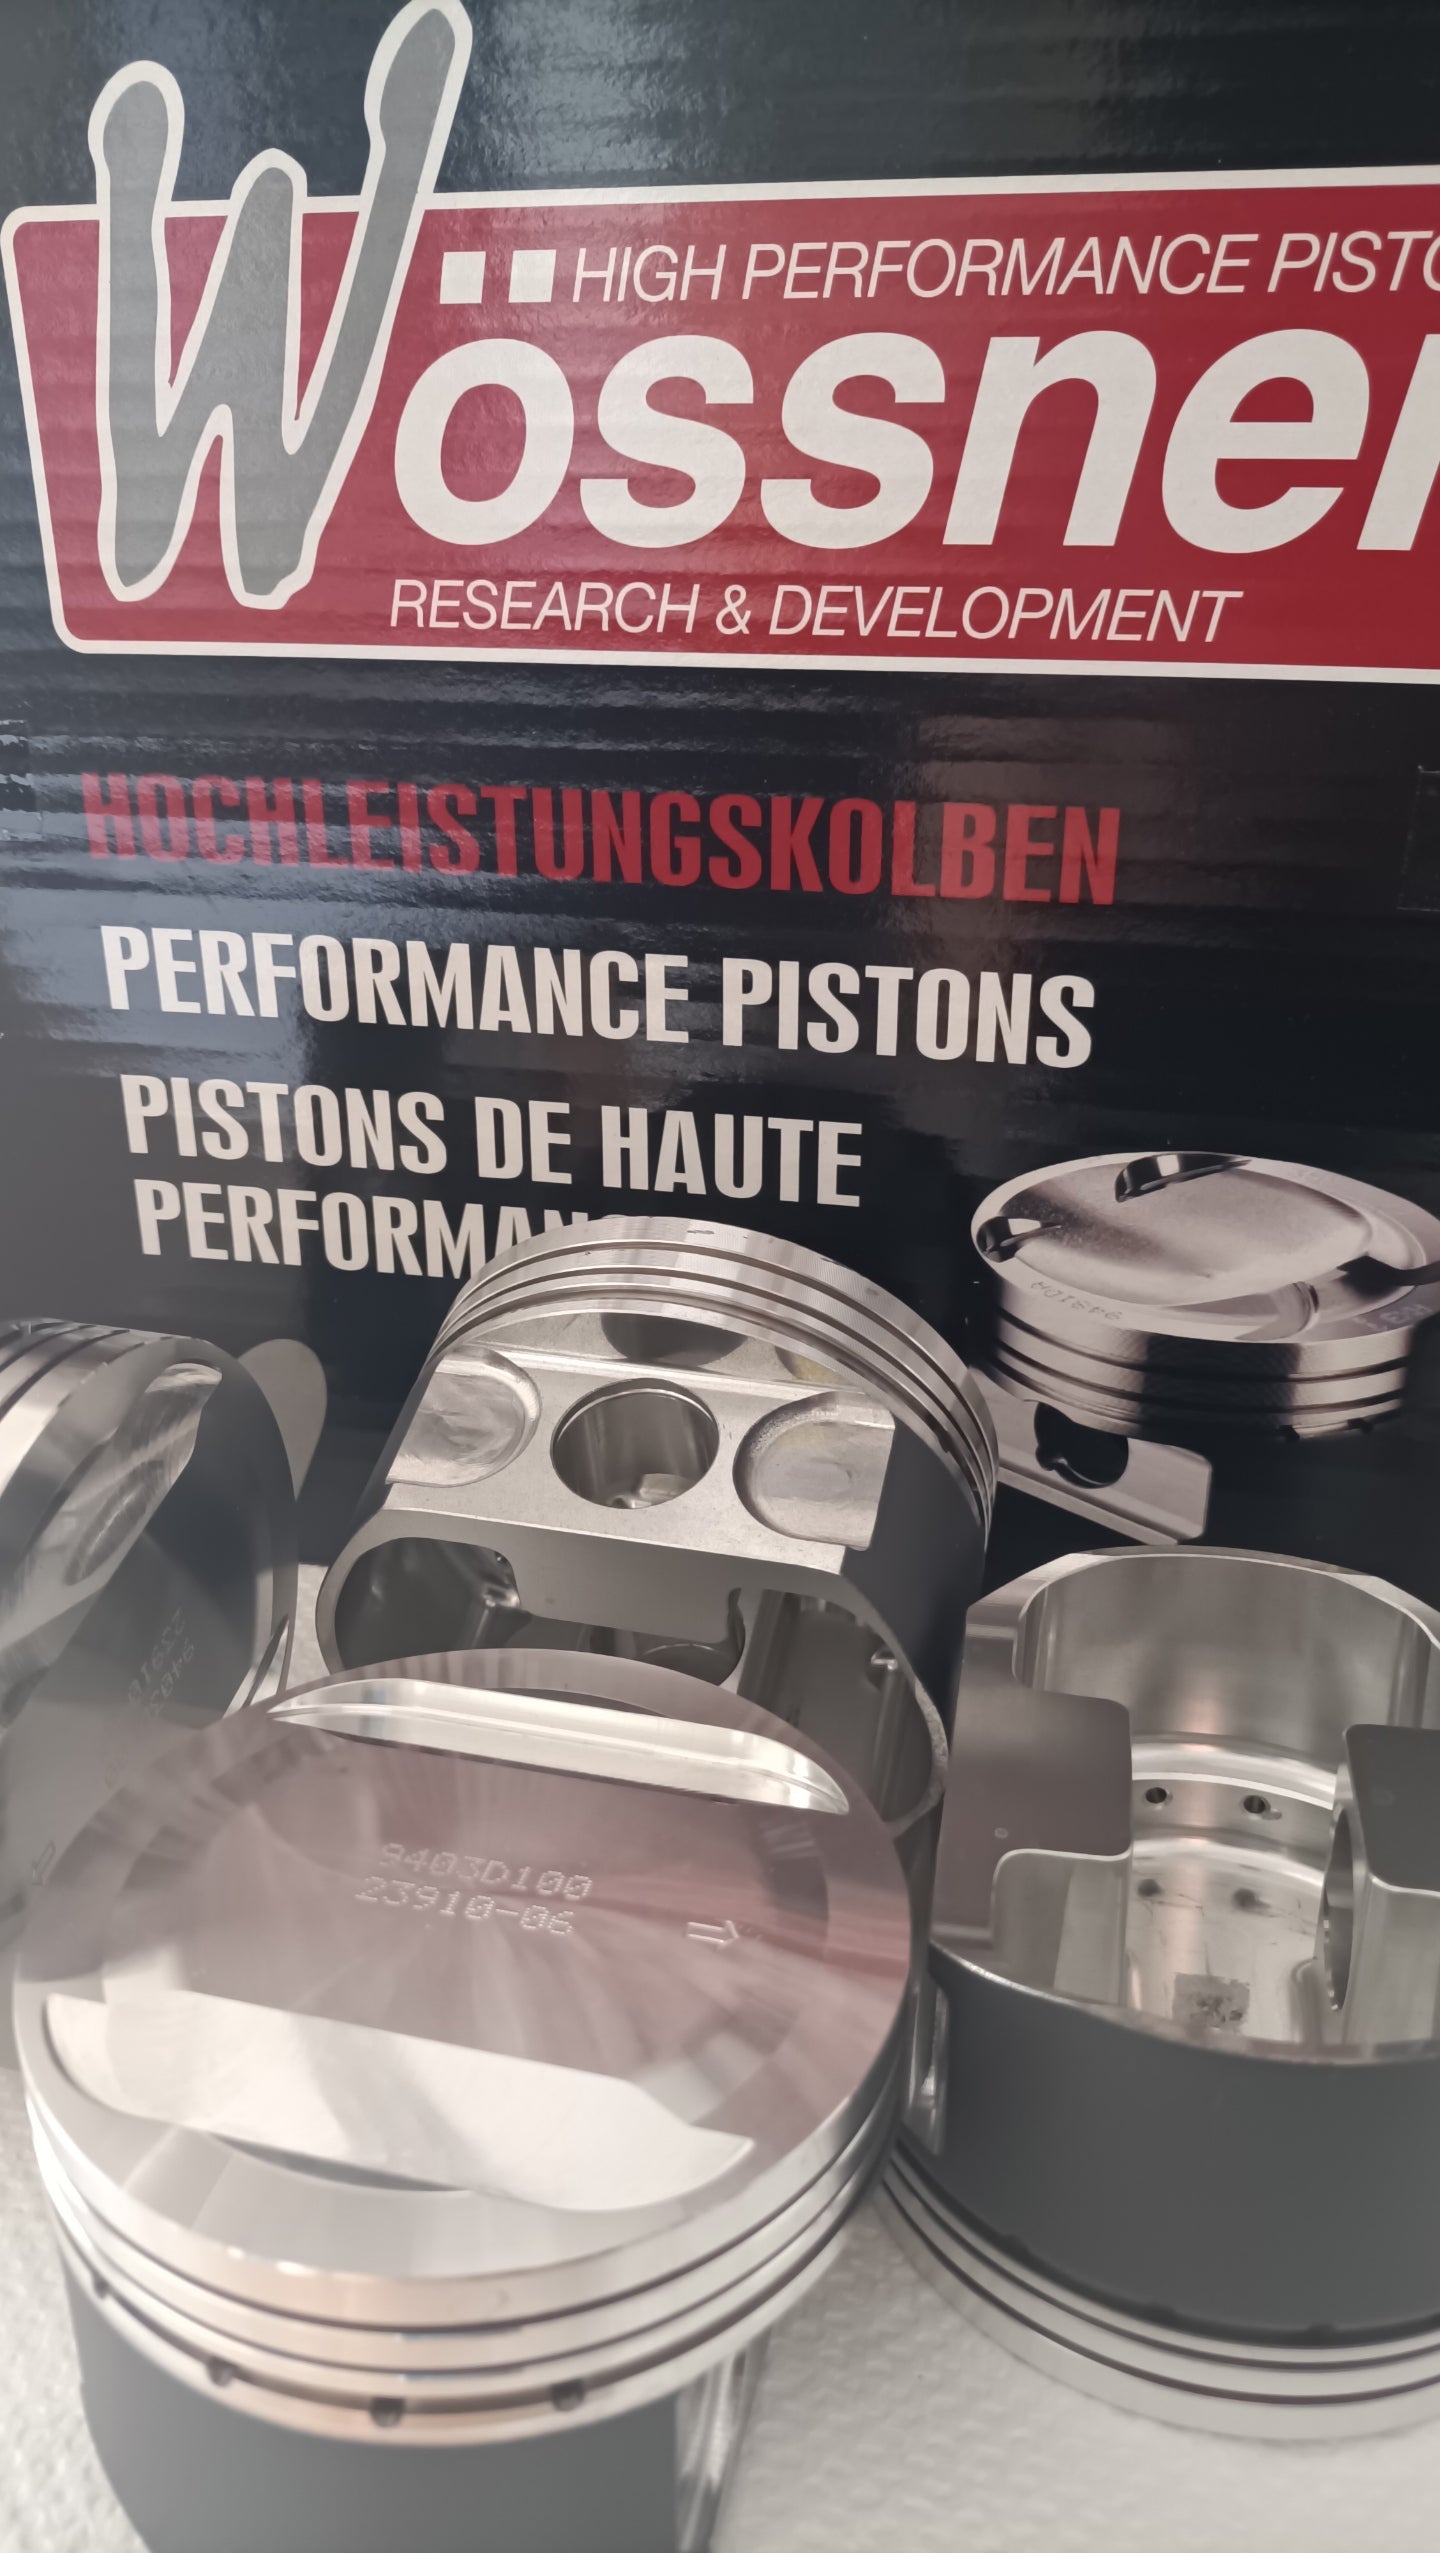 HIGH PERFORMANCE
Wössner
RESEARCH & DEVELOPMENT
HOCHLEISTUNGSKOLBEN
PERFORMANCE PISTONS
PISTONS DE HAUTE
9403D100
23910-06